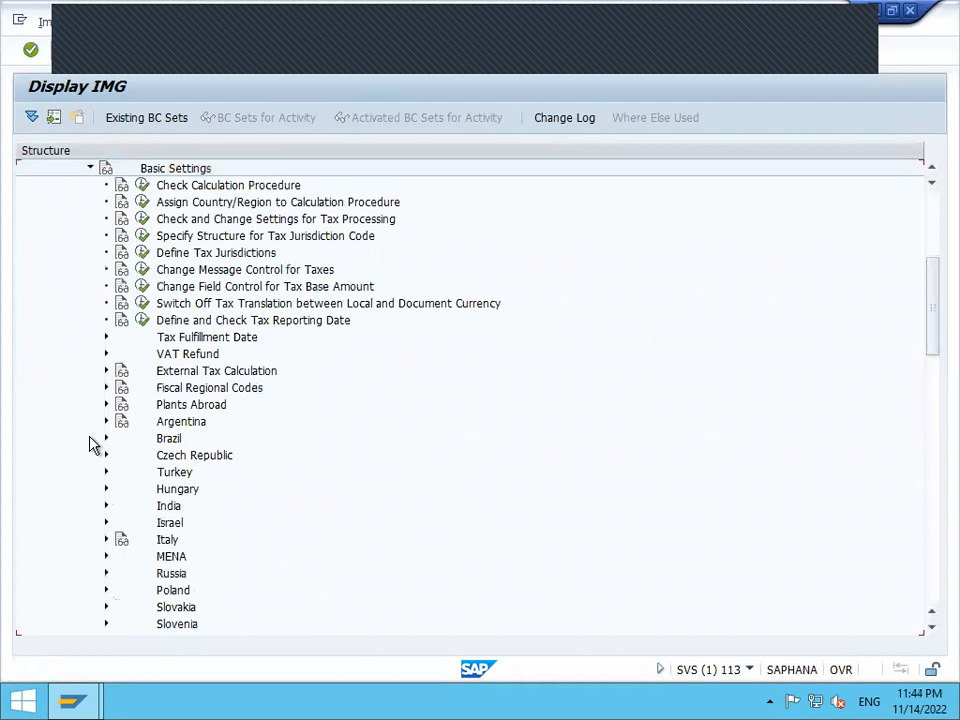 Im
Display IMG
Existing BC Sets BC Sets for Activity Activated BC Sets for Activity Change Log Where Else Used
Structure
Basic Settings
Check Calculation Procedure
Assign Country/Region to Calculation Procedure
Check and Change Settings for Tax Processing
Specify Structure for Tax Jurisdiction Code
Define Tax Jurisdictions
Change Message Control for Taxes
Change Field Control for Tax Base Amount
Switch Off Tax Translation between Local and Document Currency
Define and Check Tax Reporting Date
Tax Fulfillment Date
VAT Refund
External Tax Calculation
Fiscal Regional Codes
Plants Abroad
Argentina
Brazil
Czech Republic
Turkey
Hungary
India
Israel
Italy
MENA
Russia
Poland
Slovakia
Slovenia
SAP SVS (1) 113 SAPHANA OVR
ENG 11:44 PM
11/14/2022